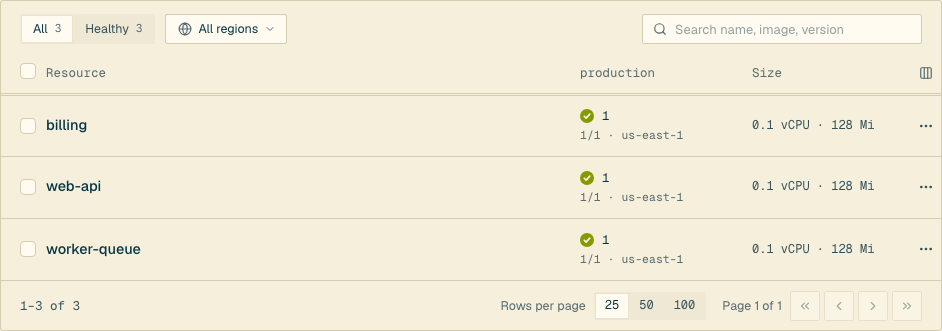 All 3 Healthy 3 All regions Search name, image, version
Resource production Size
billing 1 0.1 vCPU · 128 Mi
1/1 · us-east-1
web-api 1 0.1 vCPU · 128 Mi
1/1 · us-east-1
worker-queue 1 0.1 vCPU · 128 Mi
1/1 · us-east-1
1–3 of 3 Rows per page 25 50 100 Page 1 of 1